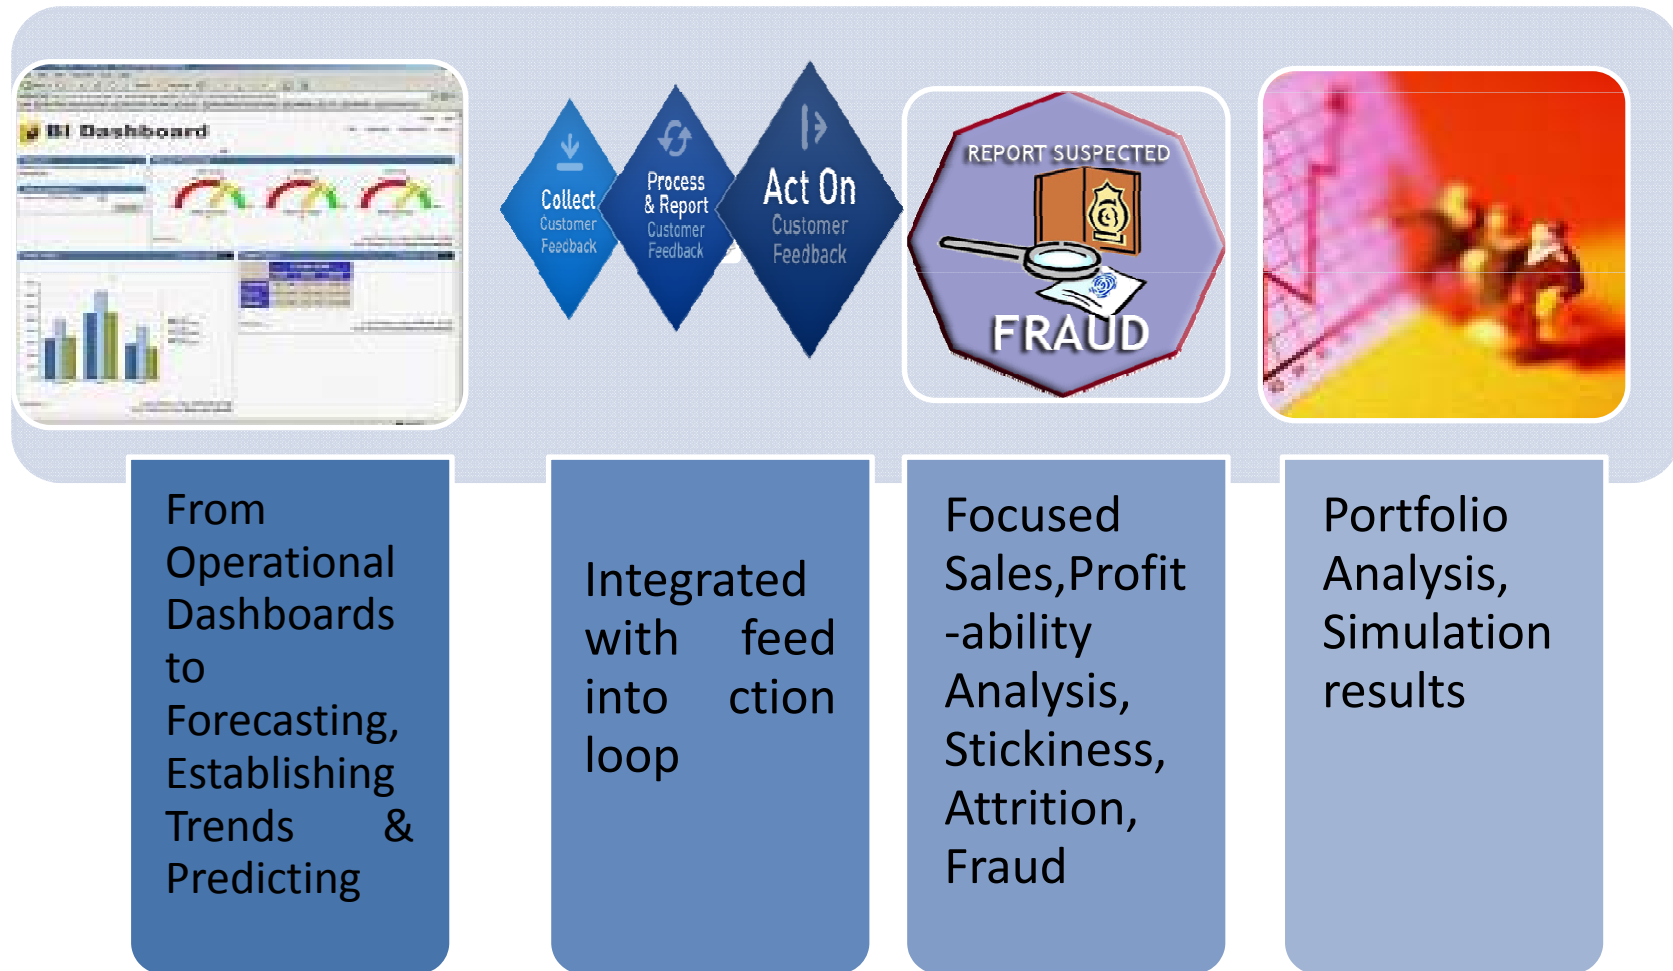 BI Dashboard
Collect
Customer
Feedback
Process
& Report
Customer
Feedback
Act On
Customer
Feedback
REPORT SUSPECTED
FRAUD
From
Operational
Dashboards
to
Forecasting,
Establishing
Trends &
Predicting
Integrated
with feed
into ction
loop
Focused
Sales,Profit
-ability
Analysis,
Stickiness,
Attrition,
Fraud
Portfolio
Analysis,
Simulation
results